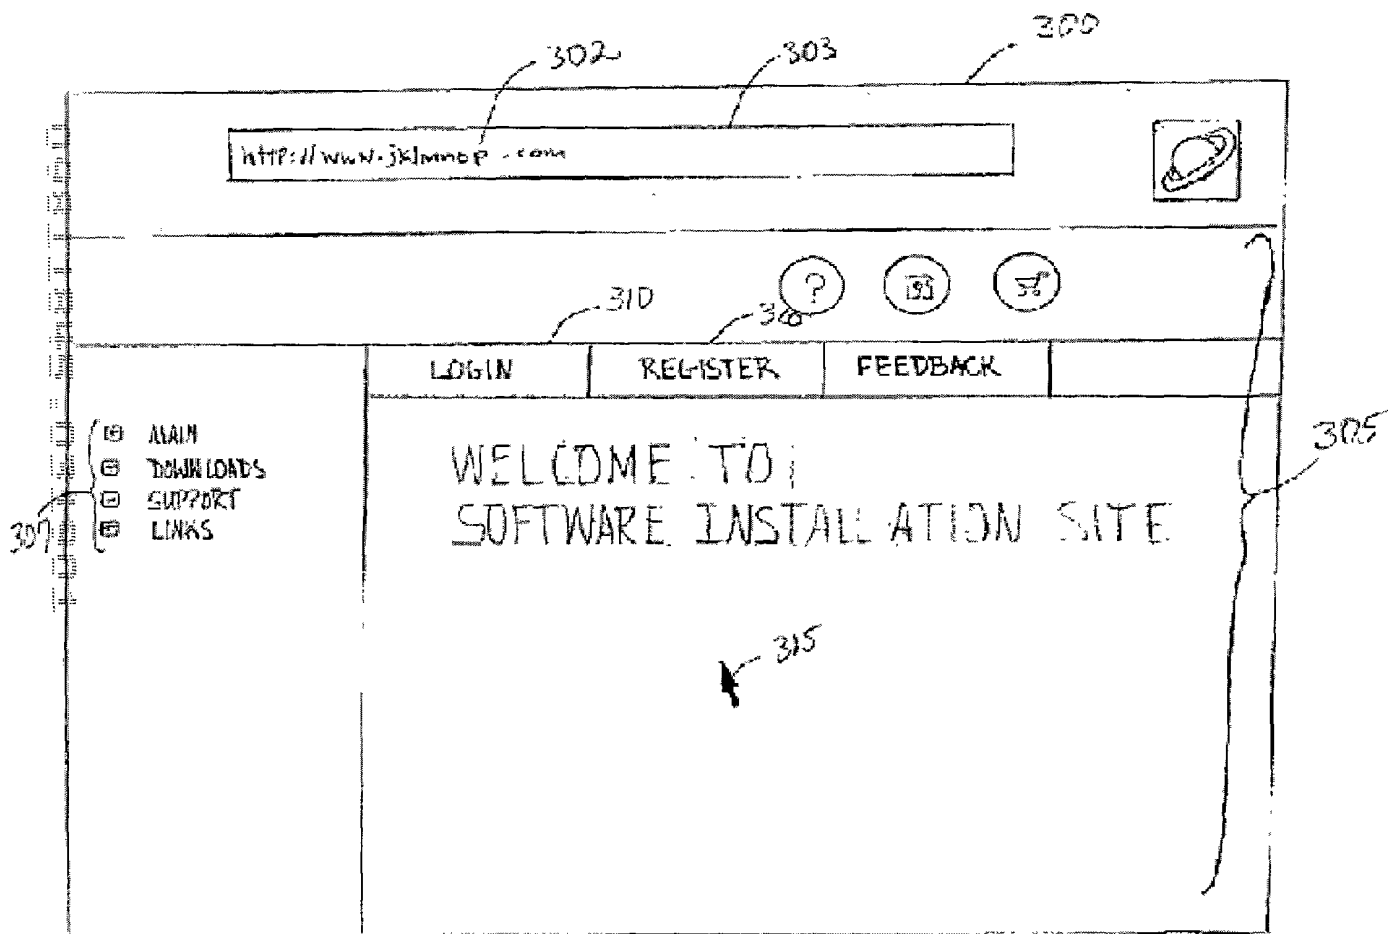 300
302
303
http://www.jklmnop.com
?
310
LOGIN
REGISTER
FEEDBACK
305
307
MAIN
DOWNLOADS
SUPPORT
LINKS
WELCOME TO:
SOFTWARE INSTALLATION SITE
315